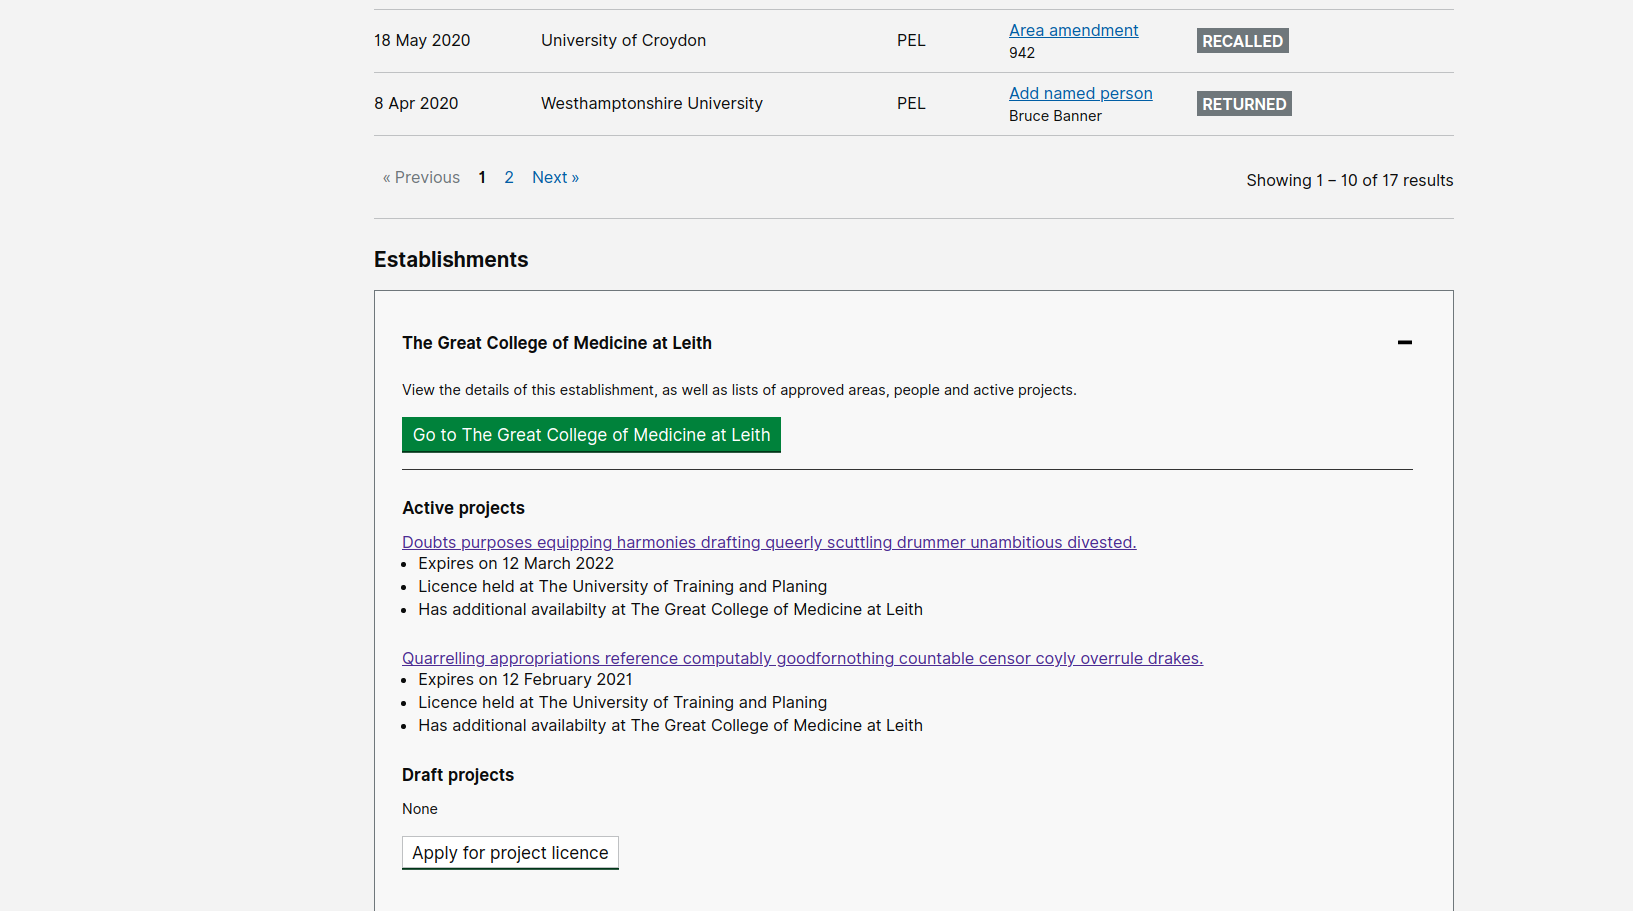 18 May 2020 University of Croydon PEL Area amendment RECALLED
942
8 Apr 2020 Westhamptonshire University PEL Add named person RETURNED
Bruce Banner
« Previous 1 2 Next » Showing 1 – 10 of 17 results
Establishments
The Great College of Medicine at Leith
View the details of this establishment, as well as lists of approved areas, people and active projects.
Go to The Great College of Medicine at Leith
Active projects
Doubts purposes equipping harmonies drafting queerly scuttling drummer unambitious divested.
• Expires on 12 March 2022
• Licence held at The University of Training and Planing
• Has additional availabilty at The Great College of Medicine at Leith
Quarrelling appropriations reference computably goodfornothing countable censor coyly overrule drakes.
• Expires on 12 February 2021
• Licence held at The University of Training and Planing
• Has additional availabilty at The Great College of Medicine at Leith
Draft projects
None
Apply for project licence